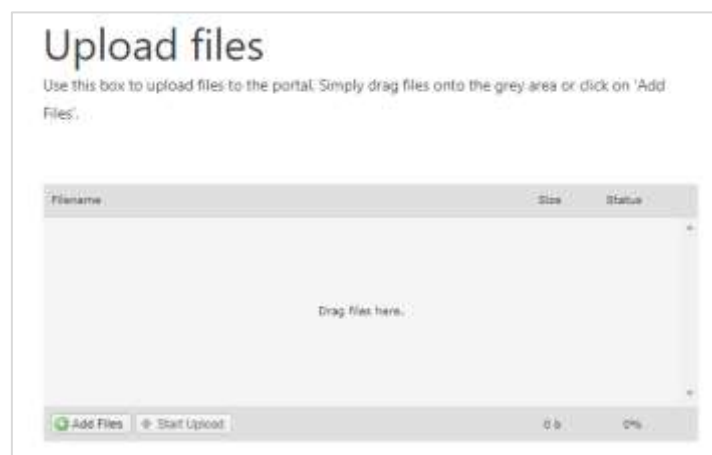 Upload files
Use this box to upload files to the portal. Simply drag files onto the grey area or click on 'Add
Files'.
Filename Size Status
Drag files here.
Add Files Start Upload 0 b 0%